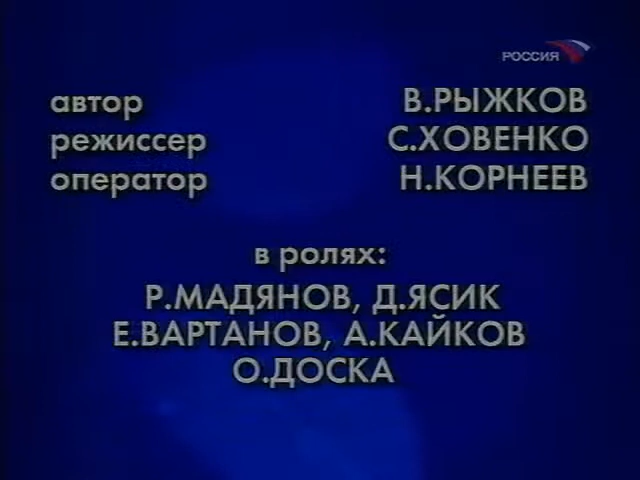 РОССИЯ
автор В.РЫЖКОВ
режиссер С.ХОВЕНКО
оператор Н.КОРНЕЕВ
в ролях:
Р.МАДЯНОВ, Д.ЯСИК
Е.ВАРТАНОВ, А.КАЙКОВ
О.ДОСКА